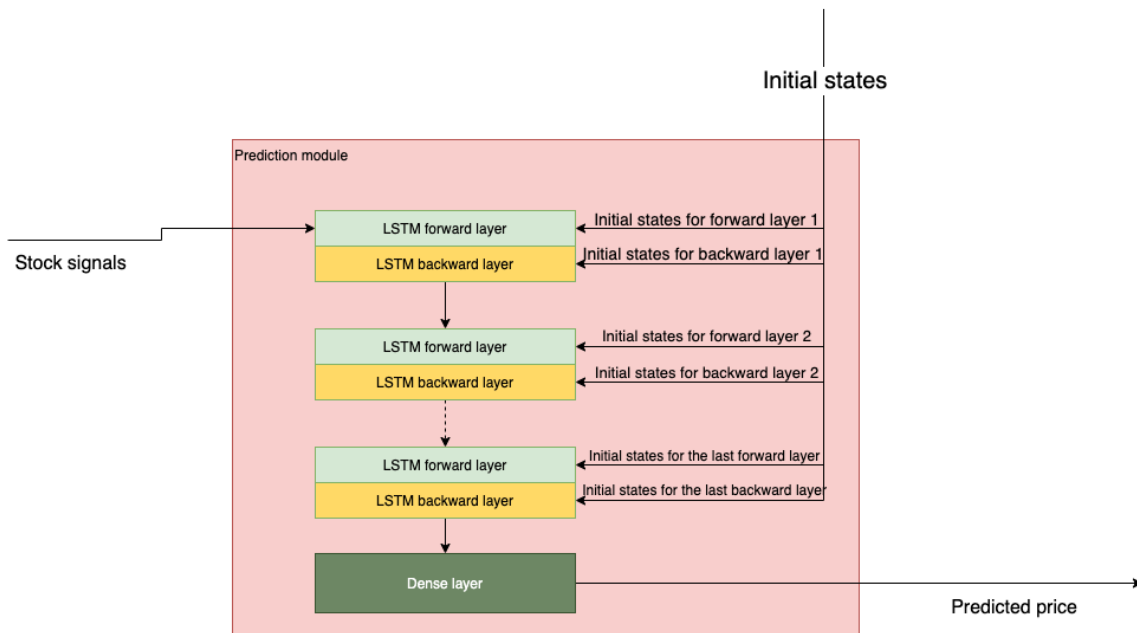 Initial states
Prediction module
LSTM forward layer
Initial states for forward layer 1
LSTM backward layer
Initial states for backward layer 1
Stock signals
LSTM forward layer
Initial states for forward layer 2
LSTM backward layer
Initial states for backward layer 2
LSTM forward layer
Initial states for the last forward layer
LSTM backward layer
Initial states for the last backward layer
Dense layer
Predicted price